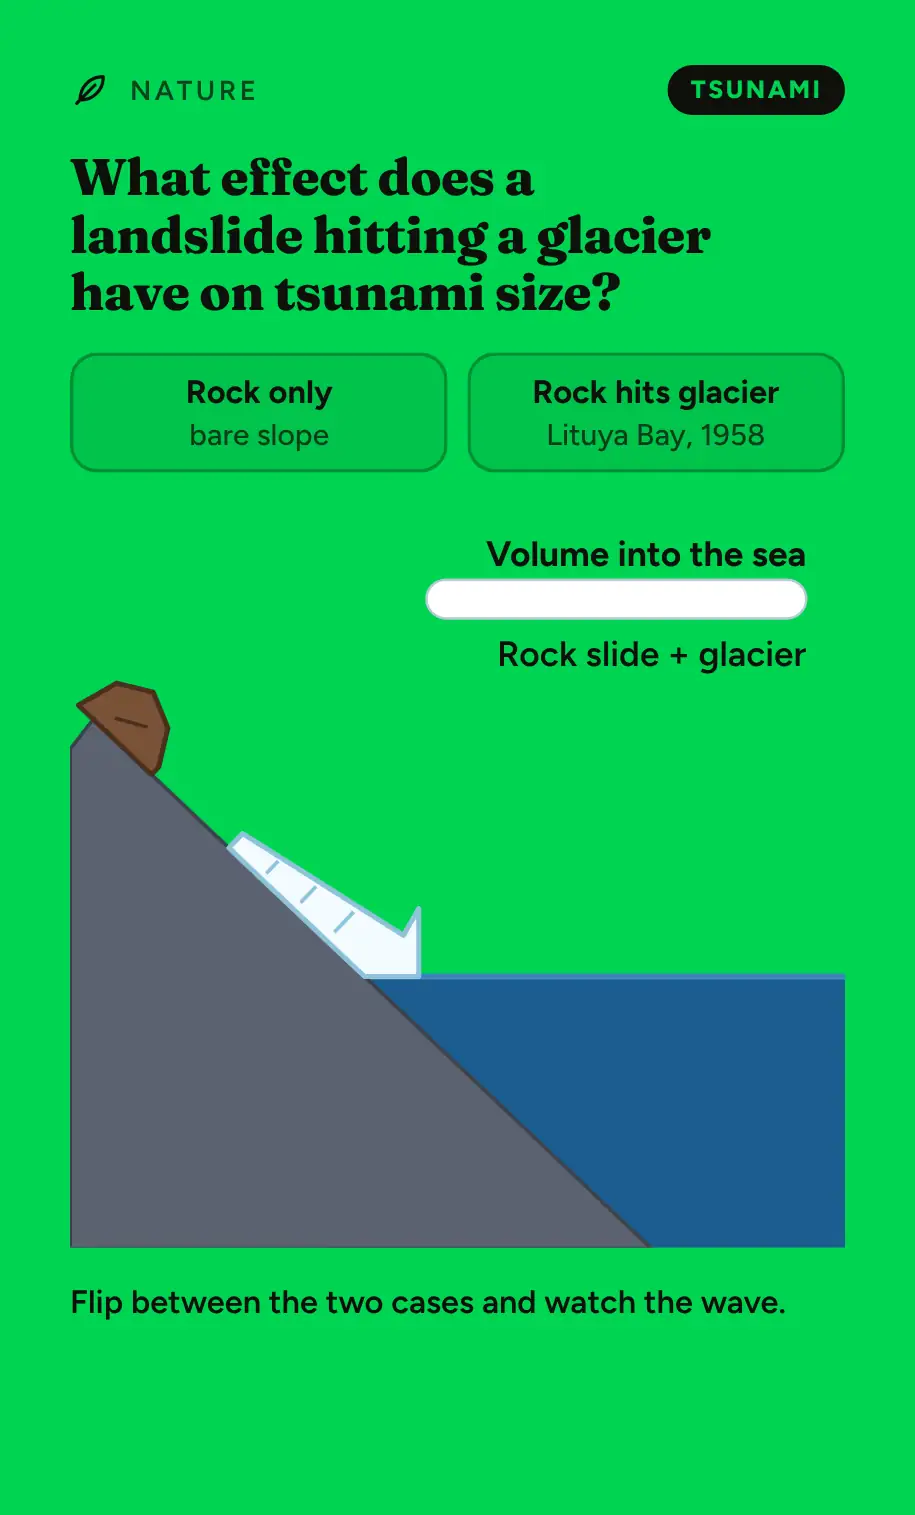 NATURE
TSUNAMI
What effect does a
landslide hitting a glacier
have on tsunami size?
Rock only
bare slope
Rock hits glacier
Lituya Bay, 1958
Volume into the sea
Rock slide + glacier
Flip between the two cases and watch the wave.